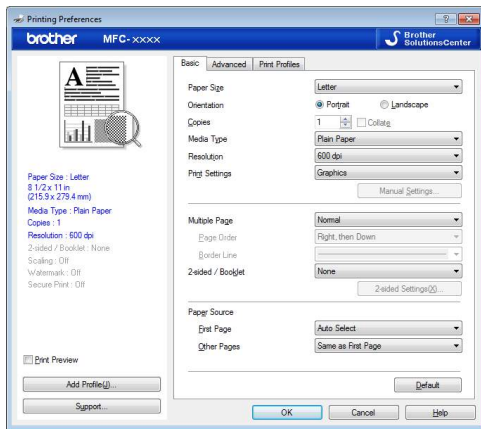 Printing Preferences
brother MFC-xxxx Brother SolutionsCenter
Basic Advanced Print Profiles
A
Paper Size : Letter
8 1/2 x 11 in
(215.9 x 279.4 mm)
Media Type : Plain Paper
Copies : 1
Resolution : 600 dpi
2-sided / Booklet : None
Scaling : Off
Watermark : Off
Secure Print : Off
Print Preview
Add Profile(J)...
Support...
Paper Size Letter
Orientation Portrait Landscape
Copies 1 Collate
Media Type Plain Paper
Resolution 600 dpi
Print Settings Graphics
Manual Settings...
Multiple Page Normal
Page Order Right, then Down
Border Line
2-sided / Booklet None
2-sided Settings(X)...
Paper Source
First Page Auto Select
Other Pages Same as First Page
Default
OK Cancel Help